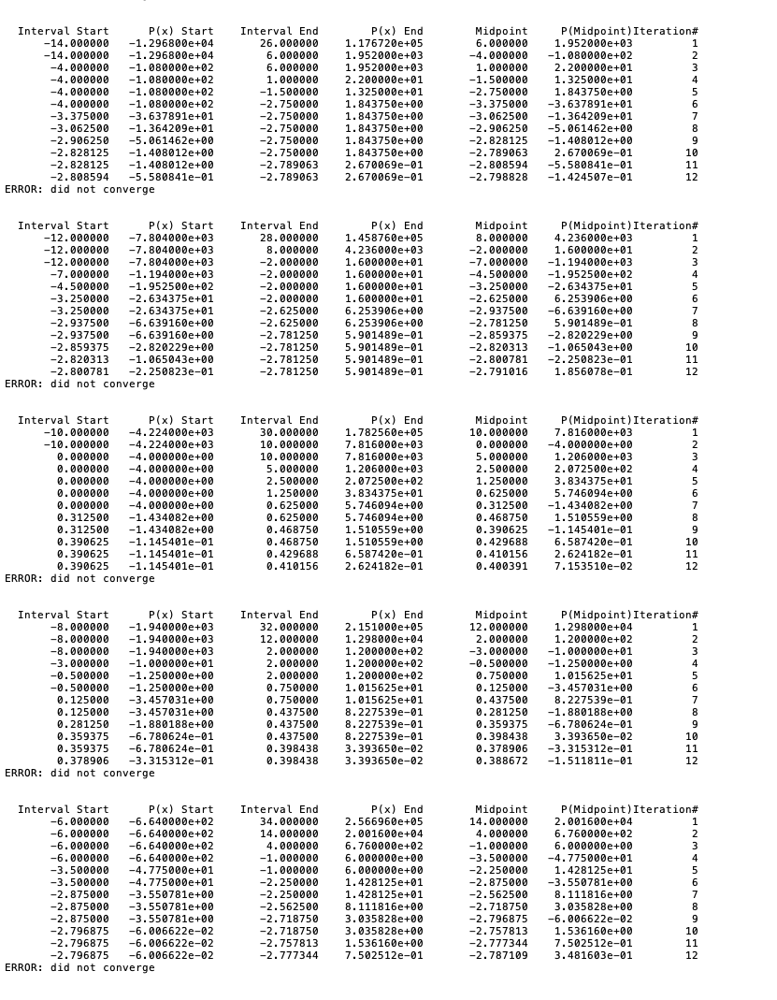 Interval Start P(x) Start Interval End P(x) End Midpoint P(Midpoint)Iteration#
-14.000000 -1.296800e+04 26.000000 1.176720e+05 6.000000 1.952000e+03 1
-14.000000 -1.296800e+04 6.000000 1.952000e+03 -4.000000 -1.080000e+02 2
-4.000000 -1.080000e+02 6.000000 1.952000e+03 1.000000 2.200000e+01 3
-4.000000 -1.080000e+02 1.000000 2.200000e+01 -1.500000 1.325000e+01 4
-4.000000 -1.080000e+02 -1.500000 1.325000e+01 -2.750000 1.843750e+00 5
-4.000000 -1.080000e+02 -2.750000 1.843750e+00 -3.375000 -3.637891e+01 6
-3.375000 -3.637891e+01 -2.750000 1.843750e+00 -3.062500 -1.364209e+01 7
-3.062500 -1.364209e+01 -2.750000 1.843750e+00 -2.906250 -5.061462e+00 8
-2.906250 -5.061462e+00 -2.750000 1.843750e+00 -2.828125 -1.408012e+00 9
-2.828125 -1.408012e+00 -2.750000 1.843750e+00 -2.789063 2.670069e-01 10
-2.828125 -1.408012e+00 -2.789063 2.670069e-01 -2.808594 -5.580841e-01 11
-2.808594 -5.580841e-01 -2.789063 2.670069e-01 -2.798828 -1.424507e-01 12
ERROR: did not converge
Interval Start P(x) Start Interval End P(x) End Midpoint P(Midpoint)Iteration#
-12.000000 -7.804000e+03 28.000000 1.458760e+05 8.000000 4.236000e+03 1
-12.000000 -7.804000e+03 8.000000 4.236000e+03 -2.000000 1.600000e+01 2
-12.000000 -7.804000e+03 -2.000000 1.600000e+01 -7.000000 -1.194000e+03 3
-7.000000 -1.194000e+03 -2.000000 1.600000e+01 -4.500000 -1.952500e+02 4
-4.500000 -1.952500e+02 -2.000000 1.600000e+01 -3.250000 -2.634375e+01 5
-3.250000 -2.634375e+01 -2.000000 1.600000e+01 -2.625000 6.253906e+00 6
-3.250000 -2.634375e+01 -2.625000 6.253906e+00 -2.937500 -6.639160e+00 7
-2.937500 -6.639160e+00 -2.625000 6.253906e+00 -2.781250 5.901489e-01 8
-2.937500 -6.639160e+00 -2.781250 5.901489e-01 -2.859375 -2.820229e+00 9
-2.859375 -2.820229e+00 -2.781250 5.901489e-01 -2.820313 -1.065043e+00 10
-2.820313 -1.065043e+00 -2.781250 5.901489e-01 -2.800781 -2.250823e-01 11
-2.800781 -2.250823e-01 -2.781250 5.901489e-01 -2.791016 1.856078e-01 12
ERROR: did not converge
Interval Start P(x) Start Interval End P(x) End Midpoint P(Midpoint)Iteration#
-10.000000 -4.224000e+03 30.000000 1.782560e+05 10.000000 7.816000e+03 1
-10.000000 -4.224000e+03 10.000000 7.816000e+03 0.000000 -4.000000e+00 2
0.000000 -4.000000e+00 10.000000 7.816000e+03 5.000000 1.206000e+03 3
0.000000 -4.000000e+00 5.000000 1.206000e+03 2.500000 2.072500e+02 4
0.000000 -4.000000e+00 2.500000 2.072500e+02 1.250000 3.834375e+01 5
0.000000 -4.000000e+00 1.250000 3.834375e+01 0.625000 5.746094e+00 6
0.000000 -4.000000e+00 0.625000 5.746094e+00 0.312500 -1.434082e+00 7
0.312500 -1.434082e+00 0.625000 5.746094e+00 0.468750 1.510559e+00 8
0.312500 -1.434082e+00 0.468750 1.510559e+00 0.390625 -1.145401e-01 9
0.390625 -1.145401e-01 0.468750 1.510559e+00 0.429688 6.587420e-01 10
0.390625 -1.145401e-01 0.429688 6.587420e-01 0.410156 2.624182e-01 11
0.390625 -1.145401e-01 0.410156 2.624182e-01 0.400391 7.153510e-02 12
ERROR: did not converge
Interval Start P(x) Start Interval End P(x) End Midpoint P(Midpoint)Iteration#
-8.000000 -1.940000e+03 32.000000 2.151000e+05 12.000000 1.298000e+04 1
-8.000000 -1.940000e+03 12.000000 1.298000e+04 2.000000 1.200000e+02 2
-8.000000 -1.940000e+03 2.000000 1.200000e+02 -3.000000 -1.000000e+01 3
-3.000000 -1.000000e+01 2.000000 1.200000e+02 -0.500000 -1.250000e+00 4
-0.500000 -1.250000e+00 2.000000 1.200000e+02 0.750000 1.015625e+01 5
-0.500000 -1.250000e+00 0.750000 1.015625e+01 0.125000 -3.457031e+00 6
0.125000 -3.457031e+00 0.750000 1.015625e+01 0.437500 8.227539e-01 7
0.125000 -3.457031e+00 0.437500 8.227539e-01 0.281250 -1.880188e+00 8
0.281250 -1.880188e+00 0.437500 8.227539e-01 0.359375 -6.780624e-01 9
0.359375 -6.780624e-01 0.437500 8.227539e-01 0.398438 3.393650e-02 10
0.359375 -6.780624e-01 0.398438 3.393650e-02 0.378906 -3.315312e-01 11
0.378906 -3.315312e-01 0.398438 3.393650e-02 0.388672 -1.511811e-01 12
ERROR: did not converge
Interval Start P(x) Start Interval End P(x) End Midpoint P(Midpoint)Iteration#
-6.000000 -6.640000e+02 34.000000 2.566960e+05 14.000000 2.001600e+04 1
-6.000000 -6.640000e+02 14.000000 2.001600e+04 4.000000 6.760000e+02 2
-6.000000 -6.640000e+02 4.000000 6.760000e+02 -1.000000 6.000000e+00 3
-6.000000 -6.640000e+02 -1.000000 6.000000e+00 -3.500000 -4.775000e+01 4
-3.500000 -4.775000e+01 -1.000000 6.000000e+00 -2.250000 1.428125e+01 5
-3.500000 -4.775000e+01 -2.250000 1.428125e+01 -2.875000 -3.550781e+00 6
-2.875000 -3.550781e+00 -2.250000 1.428125e+01 -2.562500 8.111816e+00 7
-2.875000 -3.550781e+00 -2.562500 8.111816e+00 -2.718750 3.035828e+00 8
-2.875000 -3.550781e+00 -2.718750 3.035828e+00 -2.796875 -6.006622e-02 9
-2.796875 -6.006622e-02 -2.718750 3.035828e+00 -2.757813 1.536160e+00 10
-2.796875 -6.006622e-02 -2.757813 1.536160e+00 -2.777344 7.502512e-01 11
-2.796875 -6.006622e-02 -2.777344 7.502512e-01 -2.787109 3.481603e-01 12
ERROR: did not converge